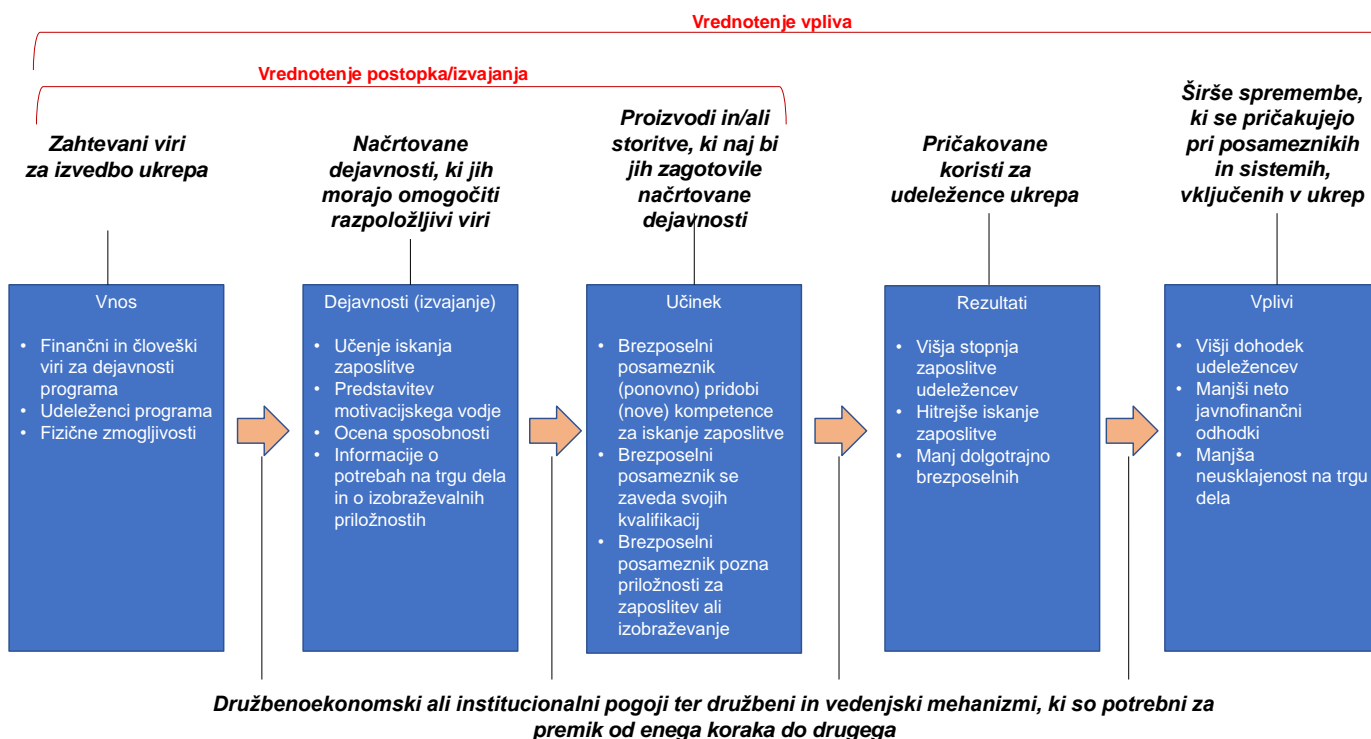 Vrednotenje vpliva
Vrednotenje postopka/izvajanja
Zahtevani viri
za izvedbo ukrepa
Načrtovane
dejavnosti, ki jih
morajo omogočiti
razpoložljivi viri
Proizvodi in/ali
storitve, ki naj bi
jih zagotovile
načrtovane
dejavnosti
Pričakovane
koristi za
udeležence ukrepa
Širše spremembe,
ki se pričakujejo
pri posameznikih
in sistemih,
vključenih v ukrep
Vnos
• Finančni in človeški
viri za dejavnosti
programa
• Udeleženci programa
• Fizične zmogljivosti
Dejavnosti (izvajanje)
• Učenje iskanja
zaposlitve
• Predstavitev
motivacijskega vodje
• Ocena sposobnosti
• Informacije o
potrebah na trgu dela
in o izobraževalnih
priložnostih
Učinek
• Brezposelni
posameznik
(ponovno) pridobi
(nove) kompetence
za iskanje zaposlitve
• Brezposelni
posameznik se
zaveda svojih
kvalifikacij
• Brezposelni
posameznik pozna
priložnosti za
zaposlitev ali
izobraževanje
Rezultati
• Višja stopnja
zaposlitve
udeležencev
• Hitrejše iskanje
zaposlitve
• Manj dolgotrajno
brezposelnih
Vplivi
• Višji dohodek
udeležencev
• Manjši neto
javnofinančni
odhodki
• Manjša
neusklajenost na trgu
dela
Družbenoekonomski ali institucionalni pogoji ter družbeni in vedenjski mehanizmi, ki so potrebni za
premik od enega koraka do drugega